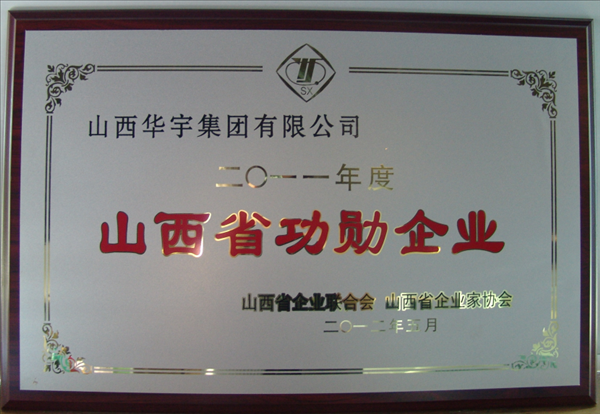 SX
山西华宇集团有限公司
二〇一一年度
山西省功勋企业
山西省企业联合会 山西省企业家协会
二〇一二年五月